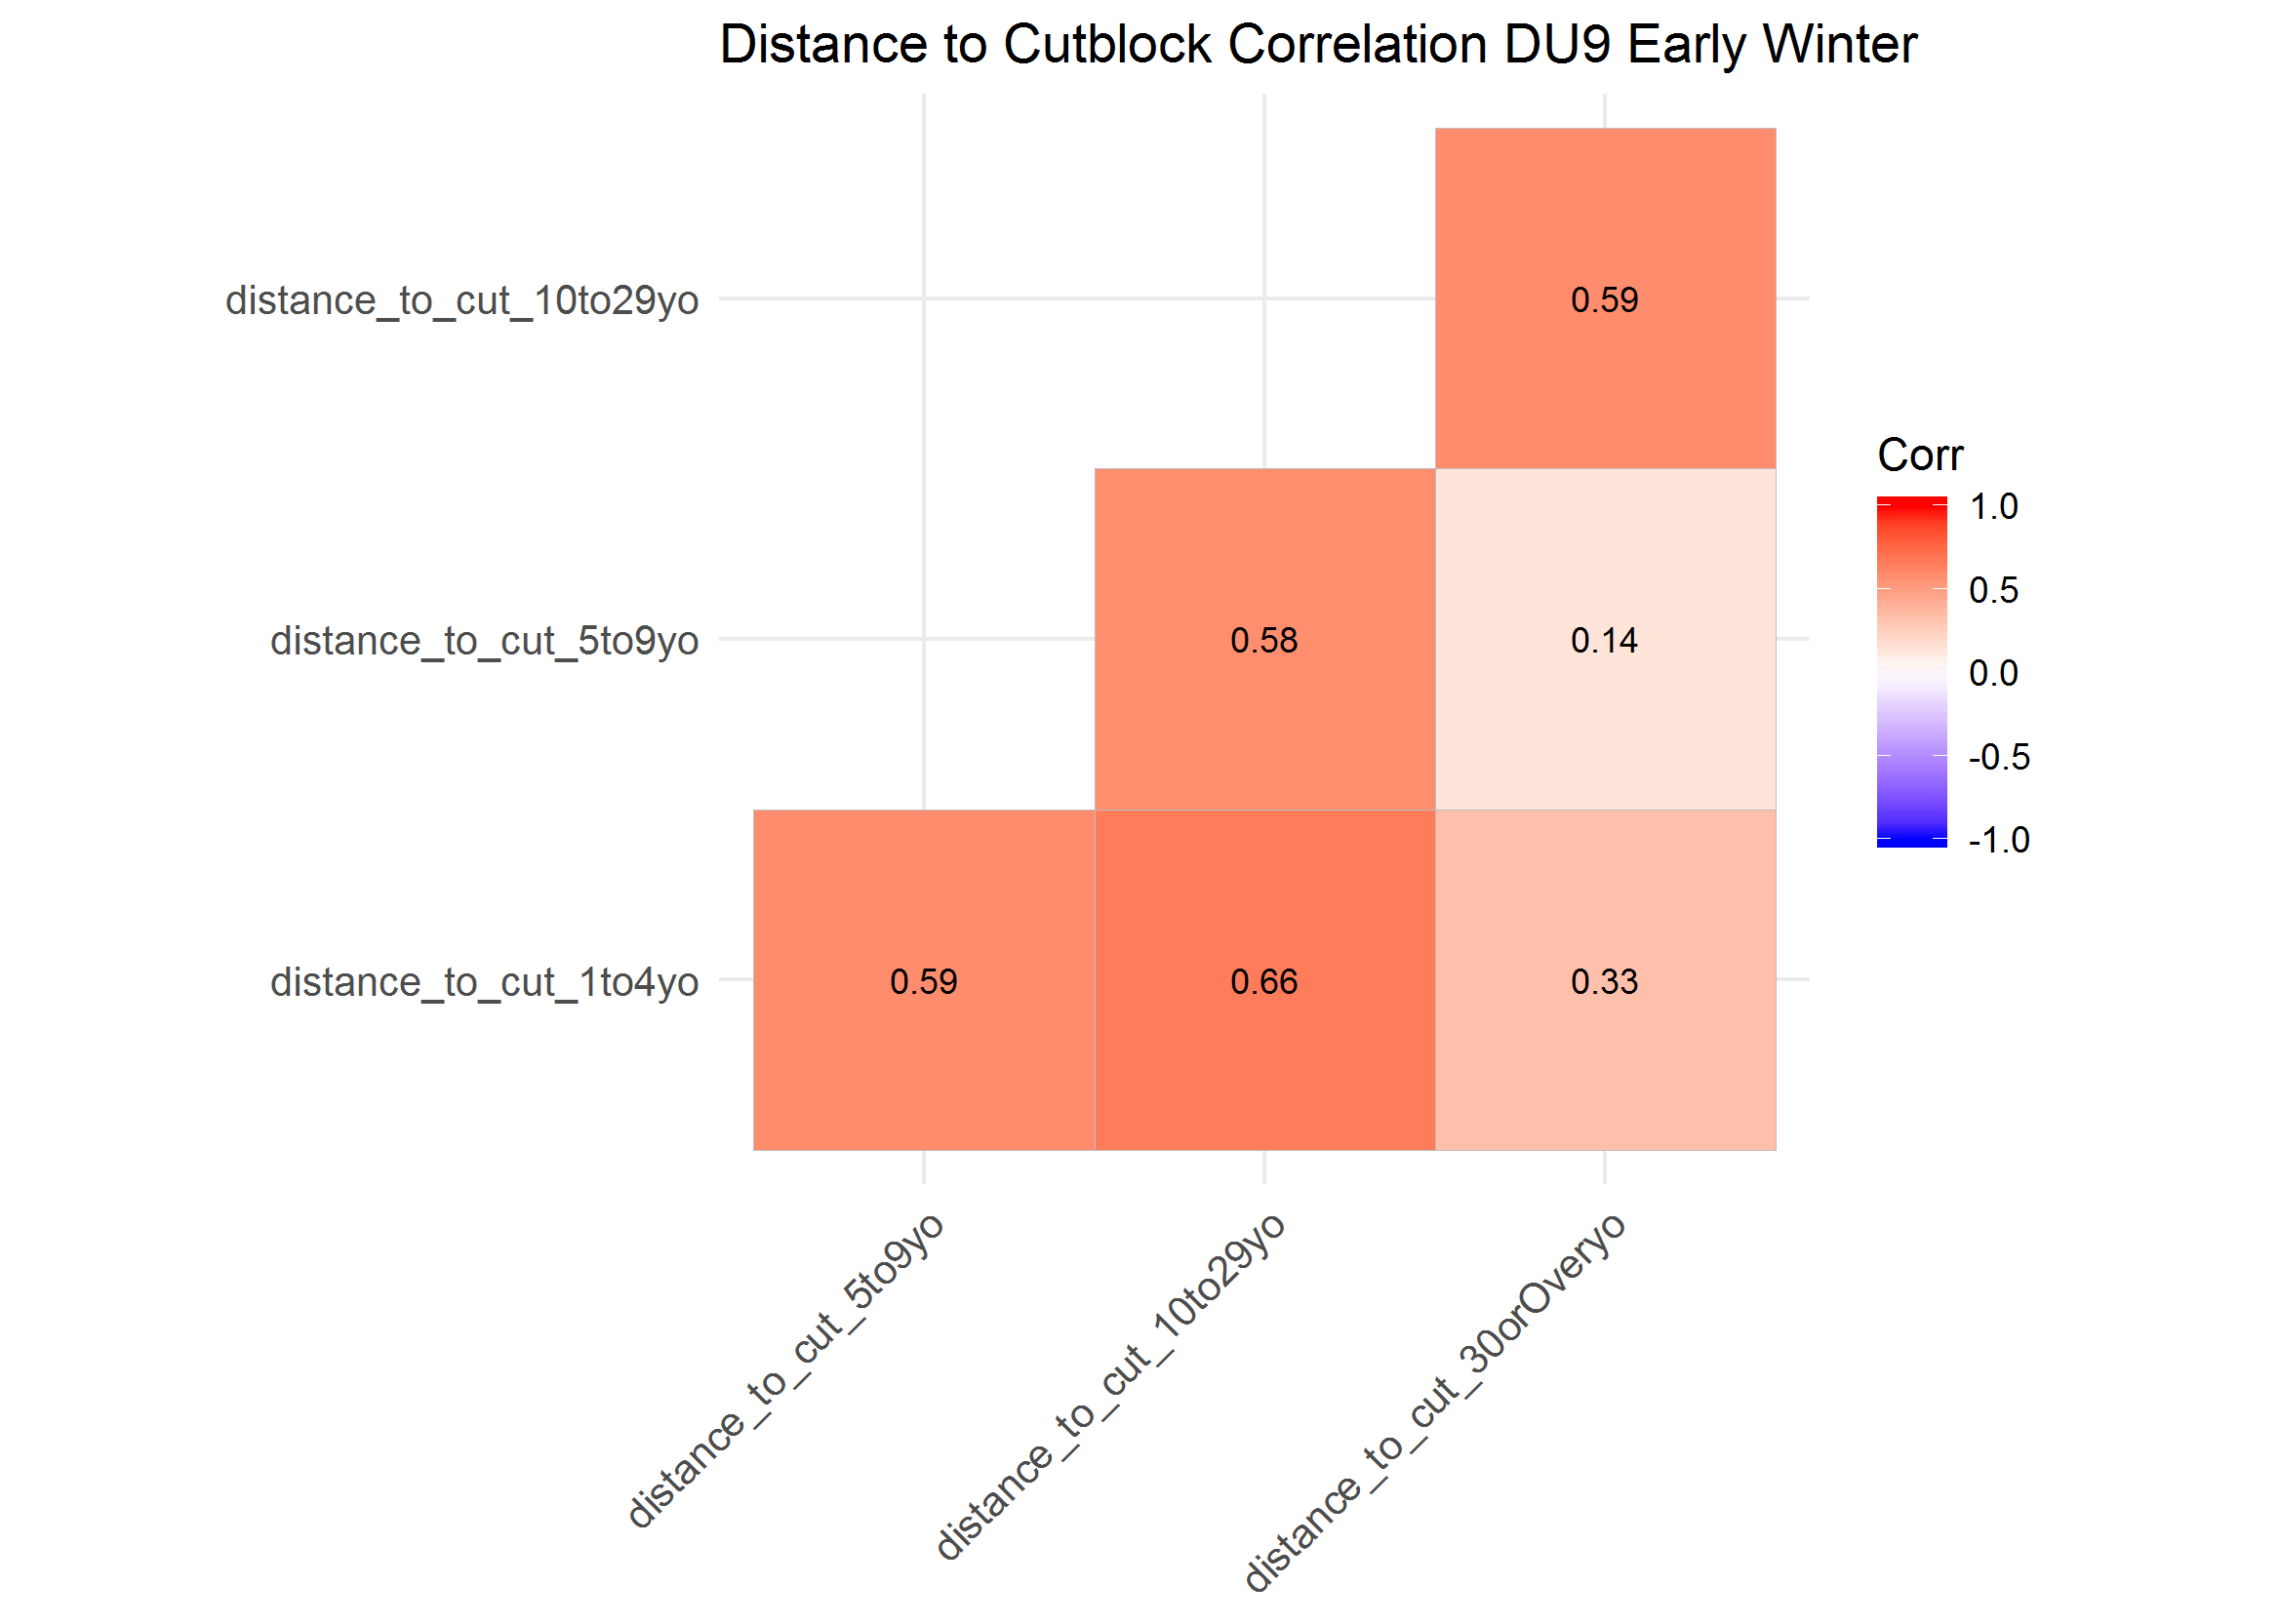 Distance to Cutblock Correlation DU9 Early Winter
distance_to_cut_10to29yo
0.59
distance_to_cut_5to9yo
0.58
0.14
distance_to_cut_1to4yo
0.59
0.66
0.33
Corr
1.0
0.5
0.0
-0.5
-1.0
distance_to_cut_5to9yo
distance_to_cut_10to29yo
distance_to_cut_30orOveryo